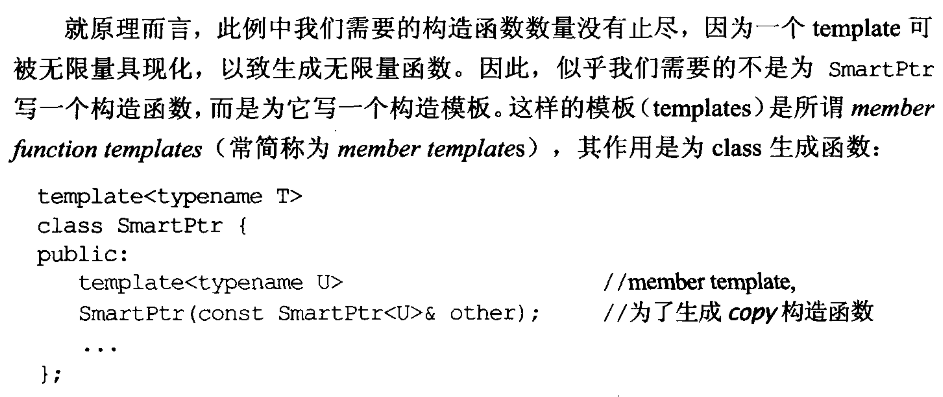 就原理而言，此例中我们需要的构造函数数量没有止尽，因为一个 template 可
被无限量具现化，以致生成无限量函数。因此，似乎我们需要的不是为 SmartPtr
写一个构造函数，而是为它写一个构造模板。这样的模板（templates）是所谓 member
function templates（常简称为 member templates），其作用是为 class 生成函数：
template<typename T>
class SmartPtr {
public:
template<typename U> //member template,
SmartPtr(const SmartPtr<U>& other); //为了生成 copy 构造函数
...
};